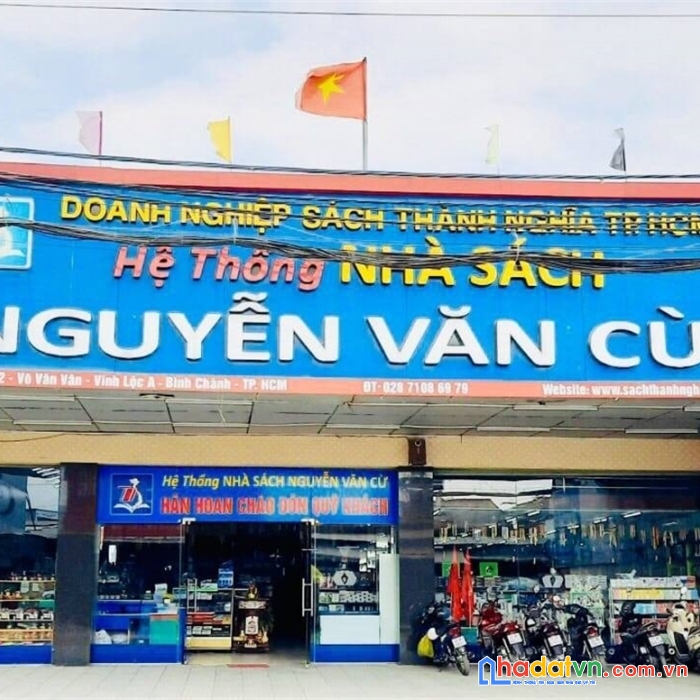 DOANH NGHIỆP SÁCH THÀNH NGHĨA TP. HCM
Hệ Thống NHÀ SÁCH
NGUYỄN VĂN CỪ
2 - Võ Văn Vân - Vĩnh Lộc A - Bình Chánh - TP. HCM ĐT: 028 7108 69 79 Website: www.sachthanhngh
Hệ Thống NHÀ SÁCH NGUYỄN VĂN CỪ
HÂN HOAN CHÀO ĐÓN QUÝ KHÁCH
nhadatvn.com.vn